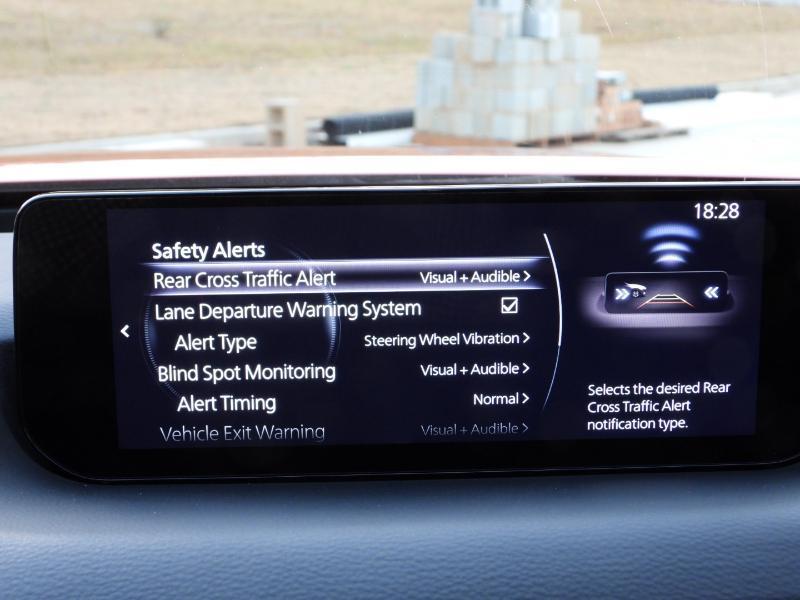 18:28
Safety Alerts
Rear Cross Traffic Alert Visual + Audible >
Lane Departure Warning System
Alert Type Steering Wheel Vibration >
Blind Spot Monitoring Visual + Audible >
Alert Timing Normal >
Vehicle Exit Warning Visual + Audible >
Selects the desired Rear
Cross Traffic Alert
notification type.